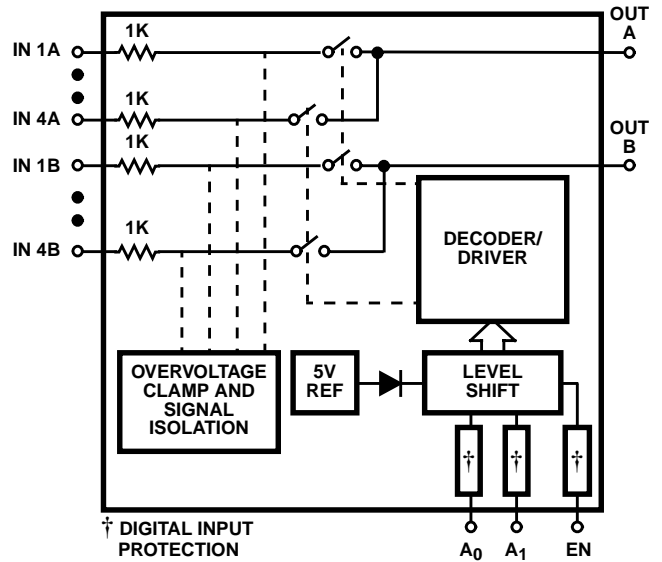 OUT
A
1K
IN 1A
1K
IN 4A
OUT
B
1K
IN 1B
1K
IN 4B
DECODER/
DRIVER
OVERVOLTAGE
CLAMP AND
SIGNAL
ISOLATION
5V
REF
LEVEL
SHIFT
†
†
†
† DIGITAL INPUT
PROTECTION
A0
A1
EN